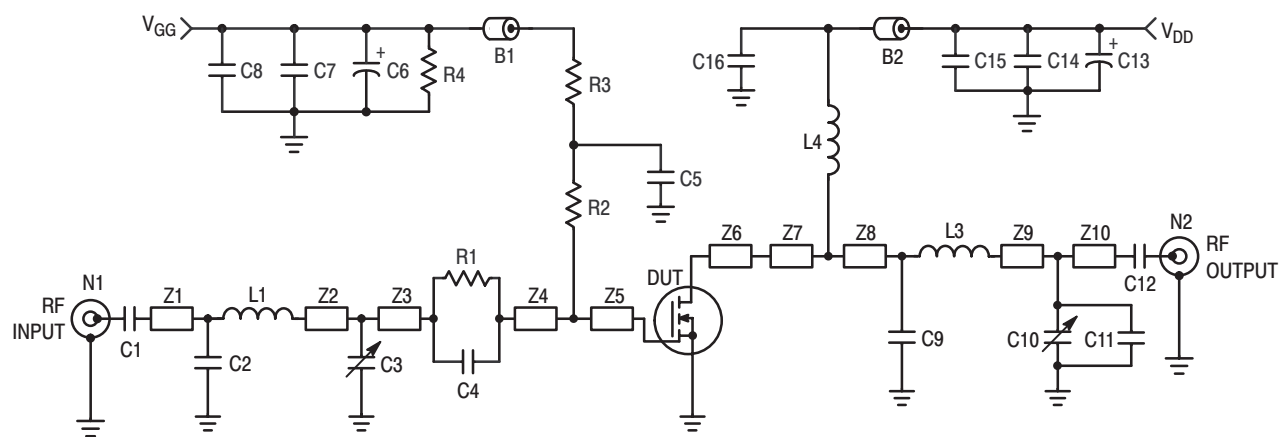 VGG
C8
C7
C6
+
R4
B1
R3
C5
R2
C16
B2
C15
C14
+
C13
VDD
L4
N1
RF
INPUT
C1
Z1
C2
L1
Z2
C3
Z3
R1
C4
Z4
Z5
DUT
Z6
Z7
Z8
C9
L3
Z9
C10
C11
Z10
C12
N2
RF
OUTPUT